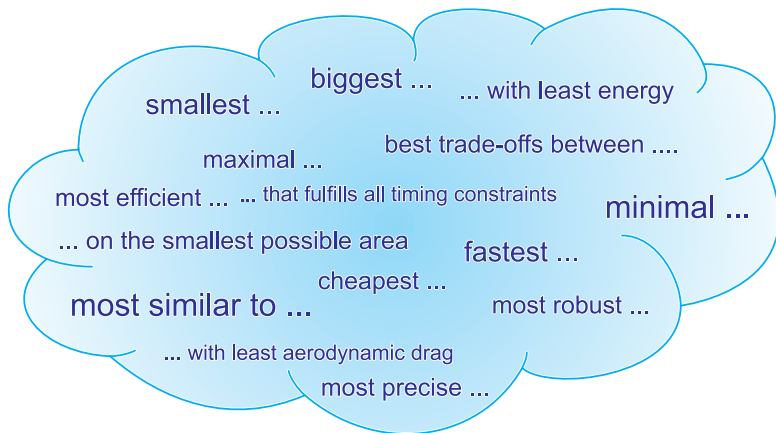 biggest ...
... with least energy
smallest ...
best trade-offs between ....
maximal ...
most efficient ...
... that fulfills all timing constraints
minimal ...
... on the smallest possible area
fastest ...
cheapest ...
most similar to ...
most robust ...
... with least aerodynamic drag
most precise ...